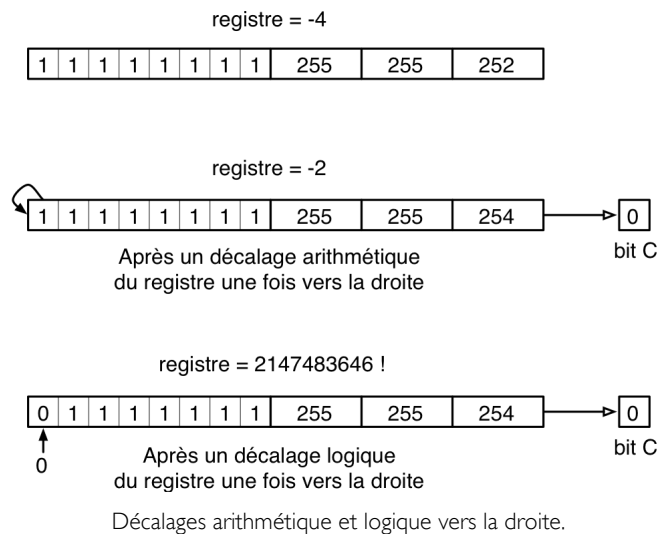 registre = -4
1 1 1 1 1 1 1 1 255 255 252
registre = -2
1 1 1 1 1 1 1 1 255 255 254 0
bit C
Après un décalage arithmétique
du registre une fois vers la droite
registre = 2147483646 !
0 1 1 1 1 1 1 1 255 255 254 0
bit C
0
Après un décalage logique
du registre une fois vers la droite
Décalages arithmétique et logique vers la droite.